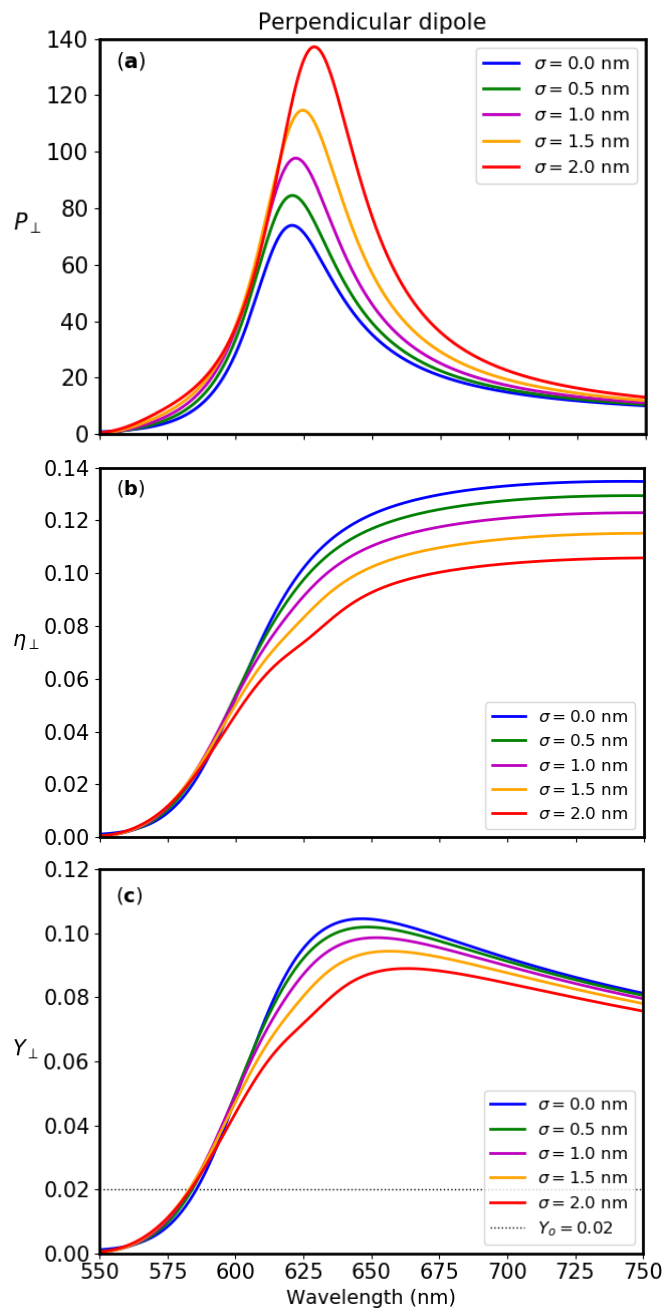 Perpendicular dipole
140
120
100
80
60
40
20
0
P⊥
(a)
σ = 0.0 nm
σ = 0.5 nm
σ = 1.0 nm
σ = 1.5 nm
σ = 2.0 nm
0.14
0.12
0.10
0.08
0.06
0.04
0.02
0.00
η⊥
(b)
σ = 0.0 nm
σ = 0.5 nm
σ = 1.0 nm
σ = 1.5 nm
σ = 2.0 nm
0.12
0.10
0.08
0.06
0.04
0.02
0.00
Y⊥
(c)
σ = 0.0 nm
σ = 0.5 nm
σ = 1.0 nm
σ = 1.5 nm
σ = 2.0 nm
Yₒ = 0.02
550 575 600 625 650 675 700 725 750
Wavelength (nm)